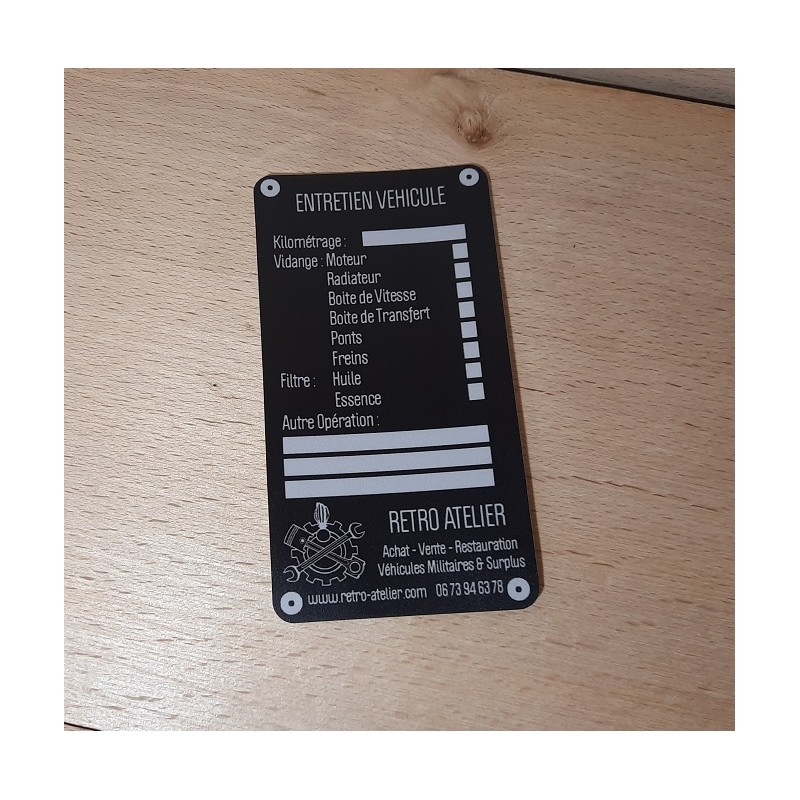 ENTRETIEN VEHICULE
Kilométrage :
Vidange : Moteur
Radiateur
Boite de Vitesse
Boite de Transfert
Ponts
Freins
Filtre : Huile
Essence
Autre Opération :
RETRO ATELIER
Achat - Vente - Restauration
Véhicules Militaires & Surplus
www.retro-atelier.com 06 73 94 63 78